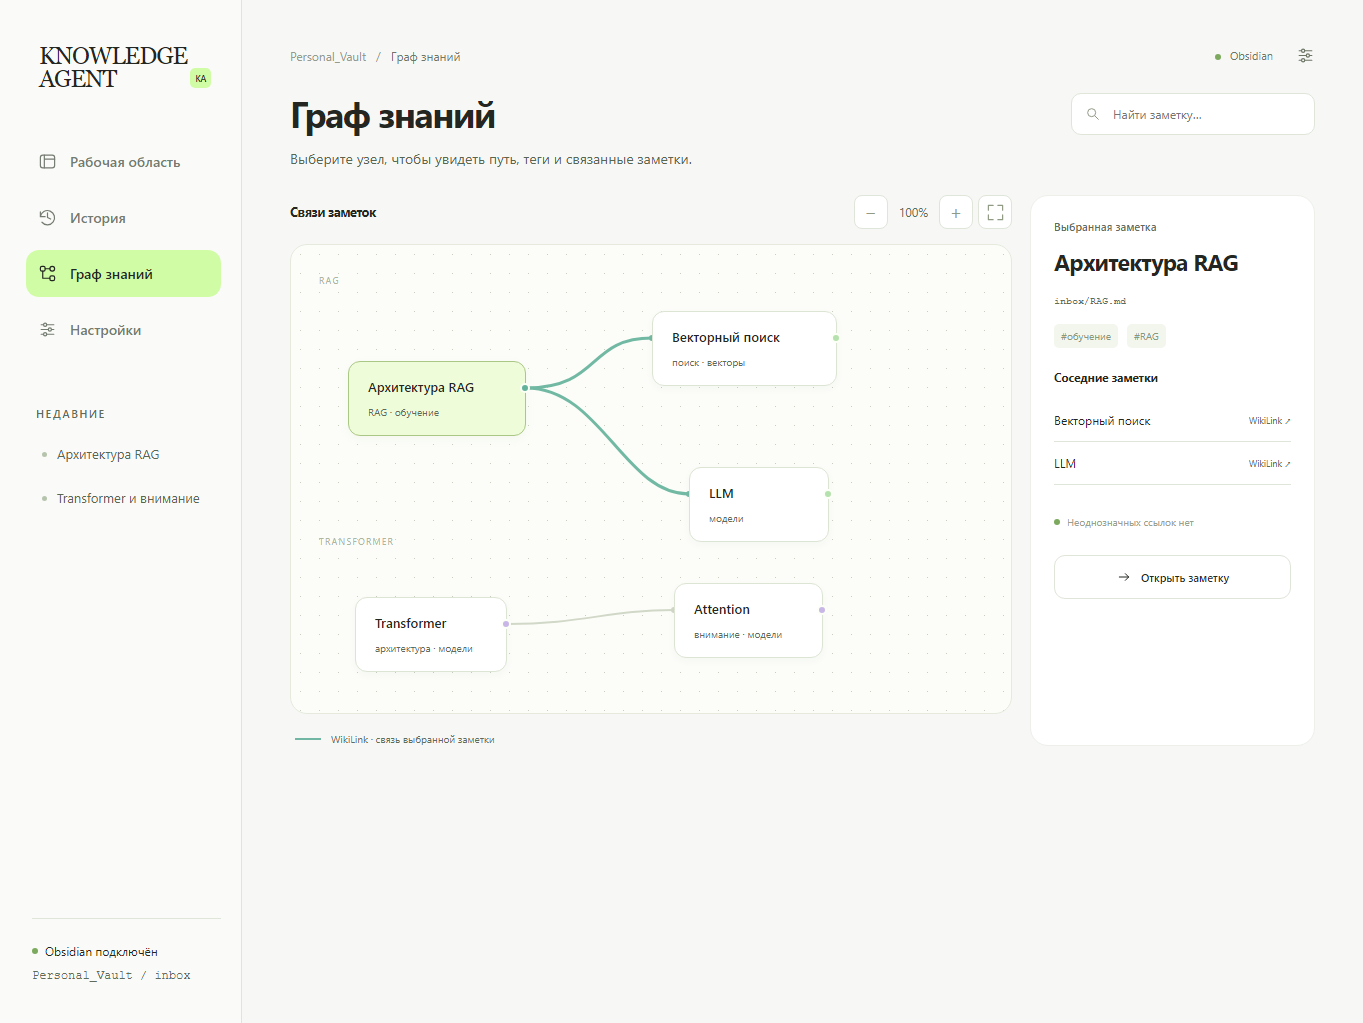 KNOWLEDGE
AGENT
KA
Рабочая область
История
Граф знаний
Настройки
НЕДАВНИЕ
Архитектура RAG
Transformer и внимание
Obsidian подключён
Personal_Vault / inbox
Personal_Vault / Граф знаний
Obsidian
Граф знаний
Найти заметку...
Выберите узел, чтобы увидеть путь, теги и связанные заметки.
Связи заметок
− 100% +
RAG
Векторный поиск
поиск · векторы
Архитектура RAG
RAG · обучение
LLM
модели
TRANSFORMER
Attention
внимание · модели
Transformer
архитектура · модели
WikiLink · связь выбранной заметки
Выбранная заметка
Архитектура RAG
inbox/RAG.md
#обучение #RAG
Соседние заметки
Векторный поиск WikiLink ↗
LLM WikiLink ↗
Неоднозначных ссылок нет
→ Открыть заметку